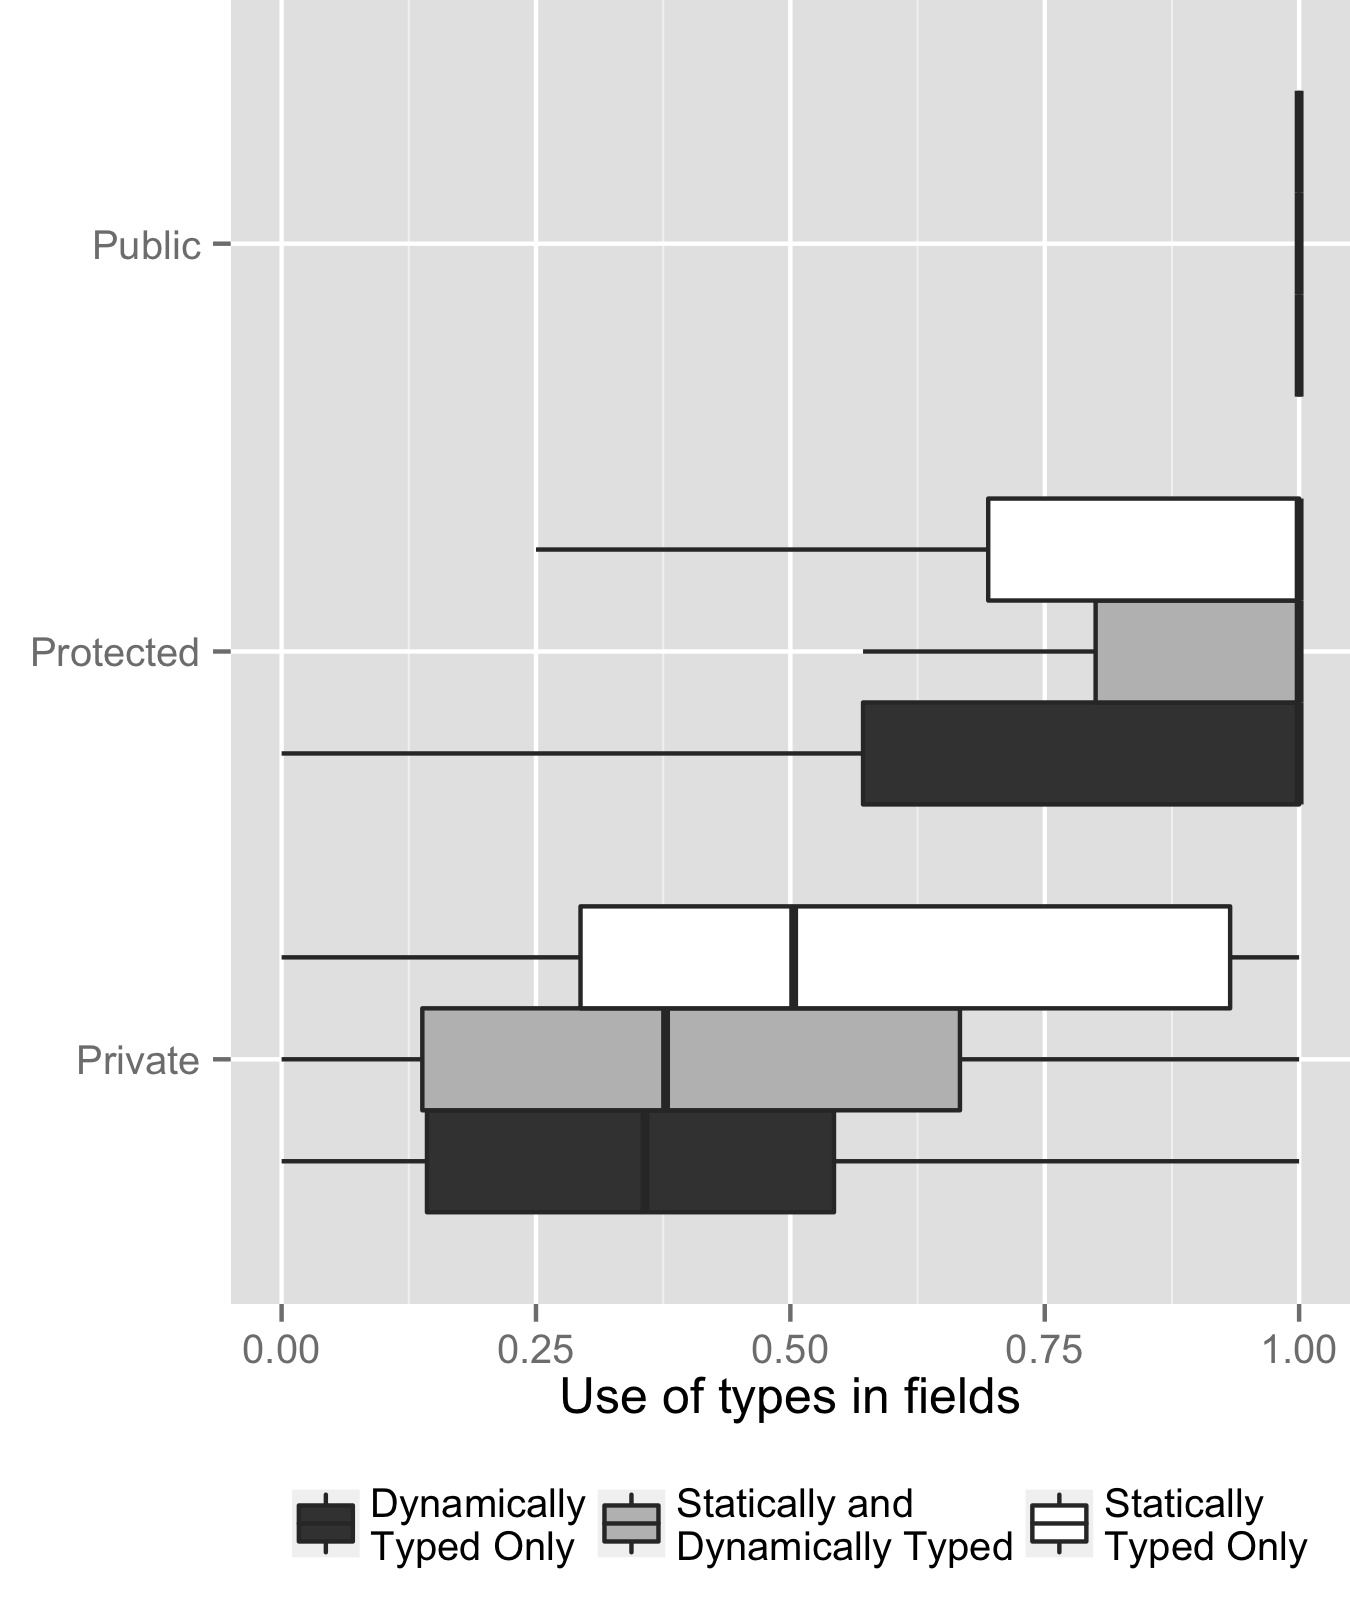 Public
Protected
Private
0.00 0.25 0.50 0.75 1.00
Use of types in fields
Dynamically Statically and Statically
Typed Only Dynamically Typed Typed Only